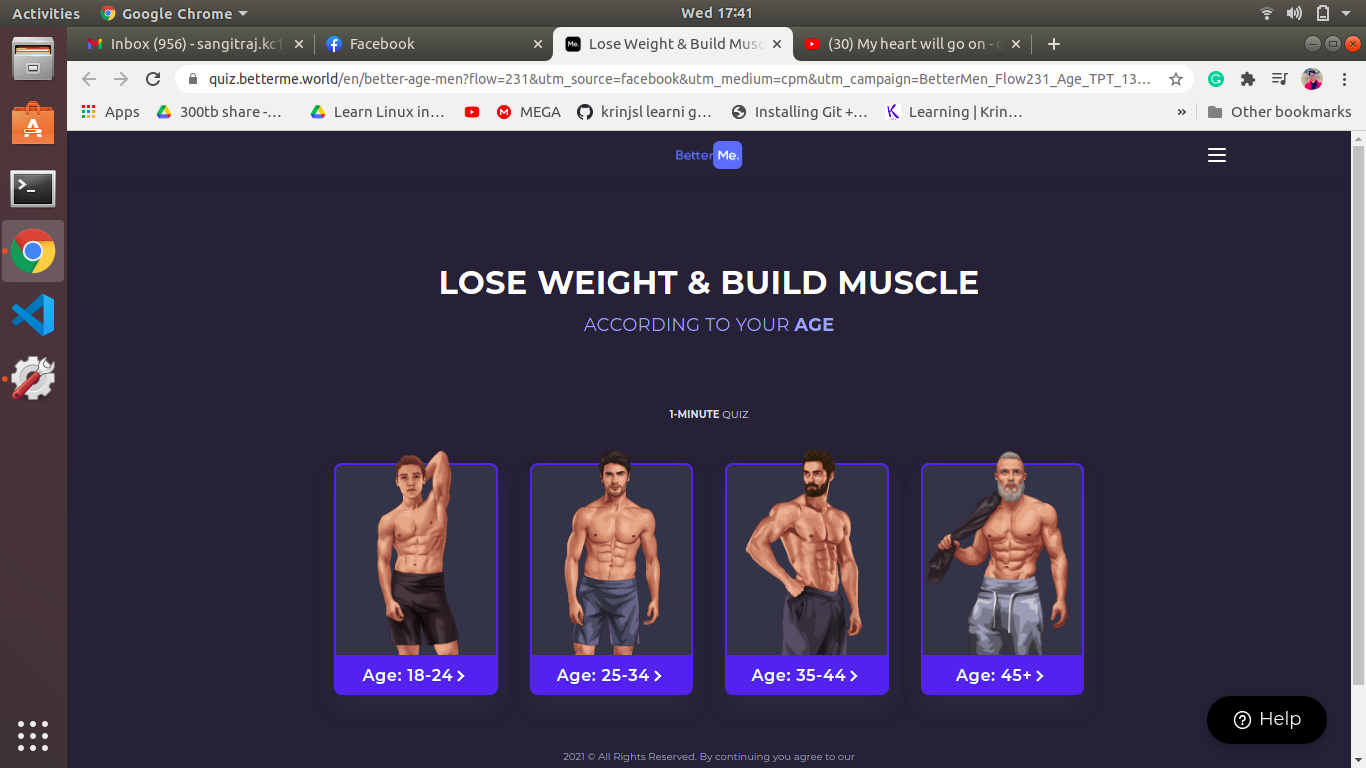 Activities
Google Chrome
Wed 17:41
Inbox (956) - sangitraj.kc1
Facebook
Me.
Lose Weight & Build Musc
(30) My heart will go on - c
quiz.betterme.world/en/better-age-men?flow=231&utm_source=facebook&utm_medium=cpm&utm_campaign=BetterMen_Flow231_Age_TPT_13...
Apps
300tb share -...
Learn Linux in...
MEGA
krinjsl learni g...
Installing Git +...
Learning | Krin...
»
Other bookmarks
BetterMe.
LOSE WEIGHT & BUILD MUSCLE
ACCORDING TO YOUR AGE
1-MINUTE QUIZ
Age: 18-24
Age: 25-34
Age: 35-44
Age: 45+
Help
2021 © All Rights Reserved. By continuing you agree to our